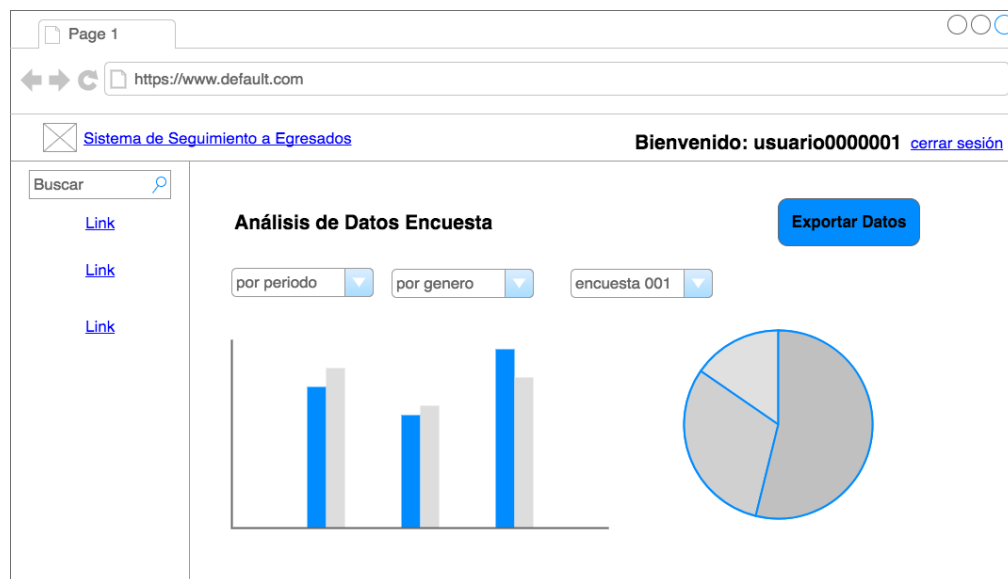 Page 1
https://www.default.com
Sistema de Seguimiento a Egresados
Bienvenido: usuario0000001 cerrar sesión
Buscar
Link
Link
Link
Análisis de Datos Encuesta
Exportar Datos
por periodo
por genero
encuesta 001